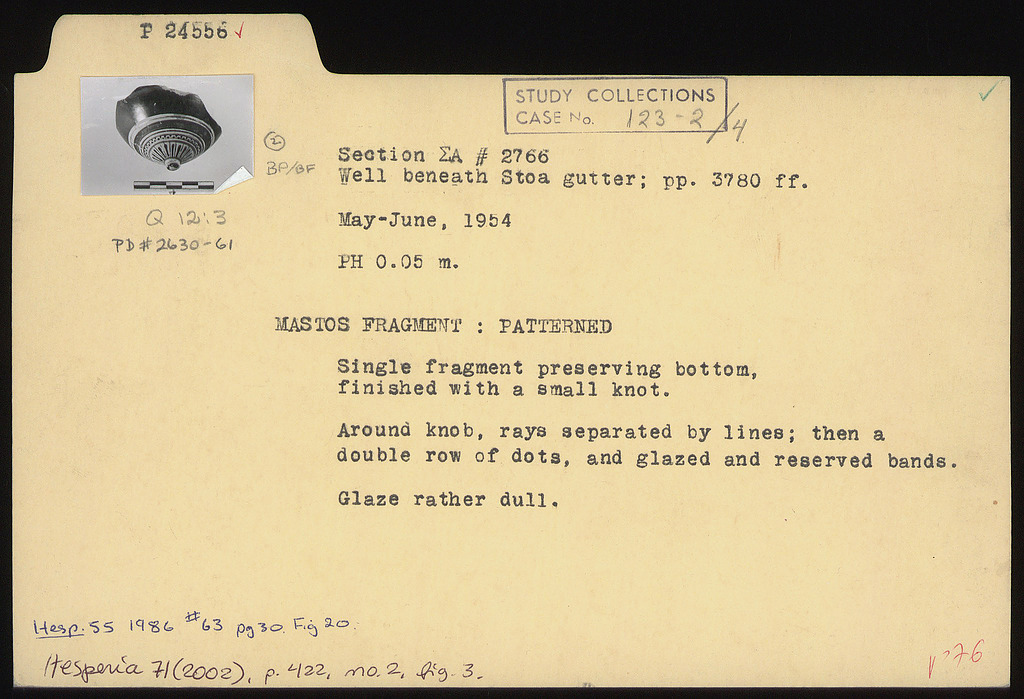 P 24556 ✓
STUDY COLLECTIONS
CASE No. 123-2/4
②
BP/BF
Section ΣA # 2766
Well beneath Stoa gutter; pp. 3780 ff.
Q 12:3
PD# 2630-61
May-June, 1954
PH 0.05 m.
MASTOS FRAGMENT : PATTERNED
Single fragment preserving bottom,
finished with a small knot.
Around knob, rays separated by lines; then a
double row of dots, and glazed and reserved bands.
Glaze rather dull.
Hesp. 55 1986 #63 pg 30. Fig 20.
Hesperia 71 (2002), p. 422, no. 2, fig. 3.